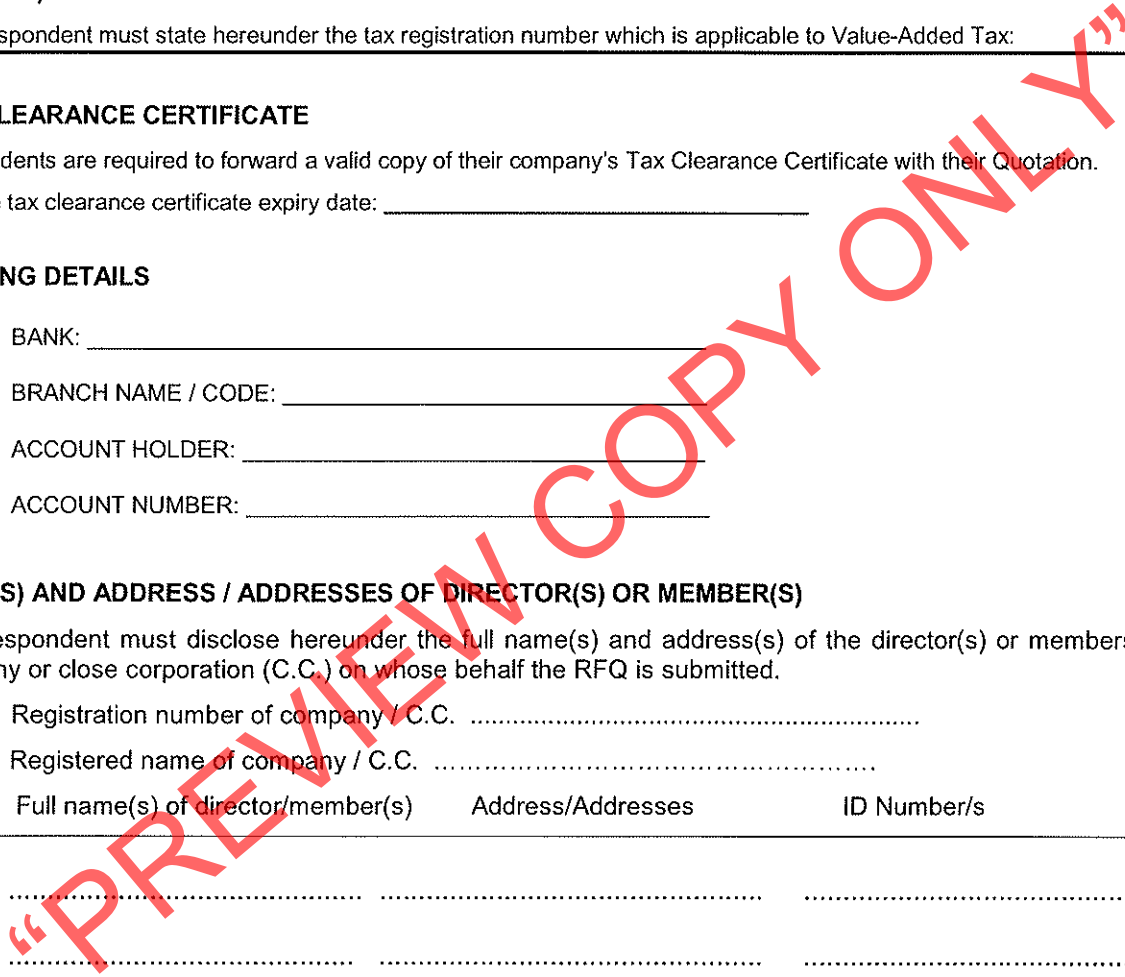 spondent must state hereunder the tax registration number which is applicable to Value-Added Tax:
LEARANCE CERTIFICATE
dents are required to forward a valid copy of their company's Tax Clearance Certificate with their Quotation.
tax clearance certificate expiry date:
NG DETAILS
BANK:
BRANCH NAME / CODE:
ACCOUNT HOLDER:
ACCOUNT NUMBER:
S) AND ADDRESS / ADDRESSES OF DIRECTOR(S) OR MEMBER(S)
espondent must disclose hereunder the full name(s) and address(s) of the director(s) or members
ny or close corporation (C.C.) on whose behalf the RFQ is submitted.
Registration number of company / C.C. ................................................................
Registered name of company / C.C. ................................................................
Full name(s) of director/member(s) Address/Addresses ID Number/s
"PREVIEW COPY ONLY"